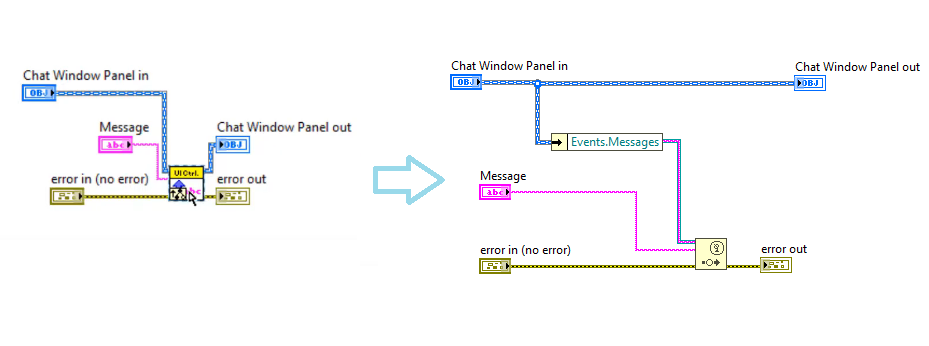 Chat Window Panel in
OBJ
Message
abc
Chat Window Panel out
OBJ
error in (no error)
UI Ctrl.
error out
Chat Window Panel in
OBJ
Chat Window Panel out
OBJ
Events.Messages
Message
abc
error in (no error)
error out